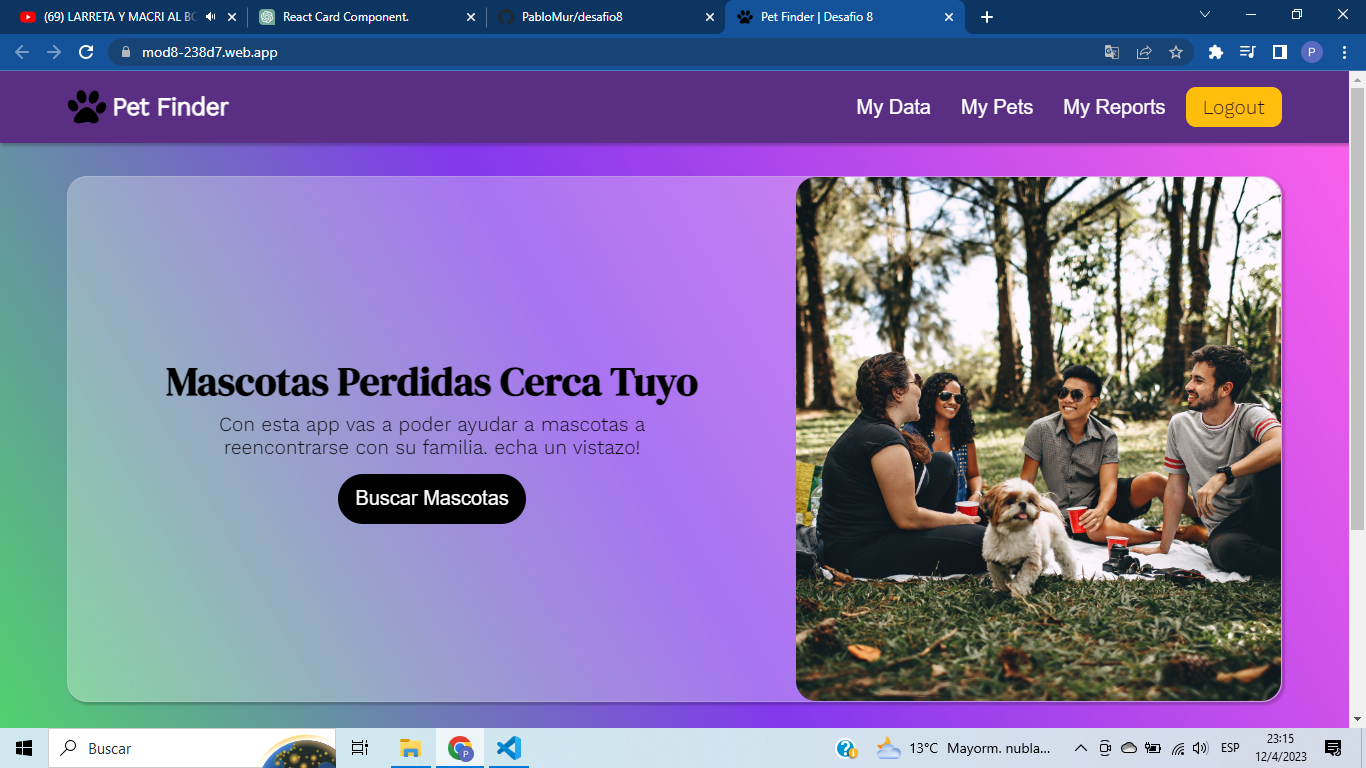 (69) LARRETA Y MACRI AL BO
React Card Component.
PabloMur/desafio8
Pet Finder | Desafio 8
mod8-238d7.web.app
P
Pet Finder
My Data
My Pets
My Reports
Logout
Mascotas Perdidas Cerca Tuyo
Con esta app vas a poder ayudar a mascotas a
reencontrarse con su familia. echa un vistazo!
Buscar Mascotas
Buscar
P
13°C Mayorm. nubla...
ESP
23:15
12/4/2023